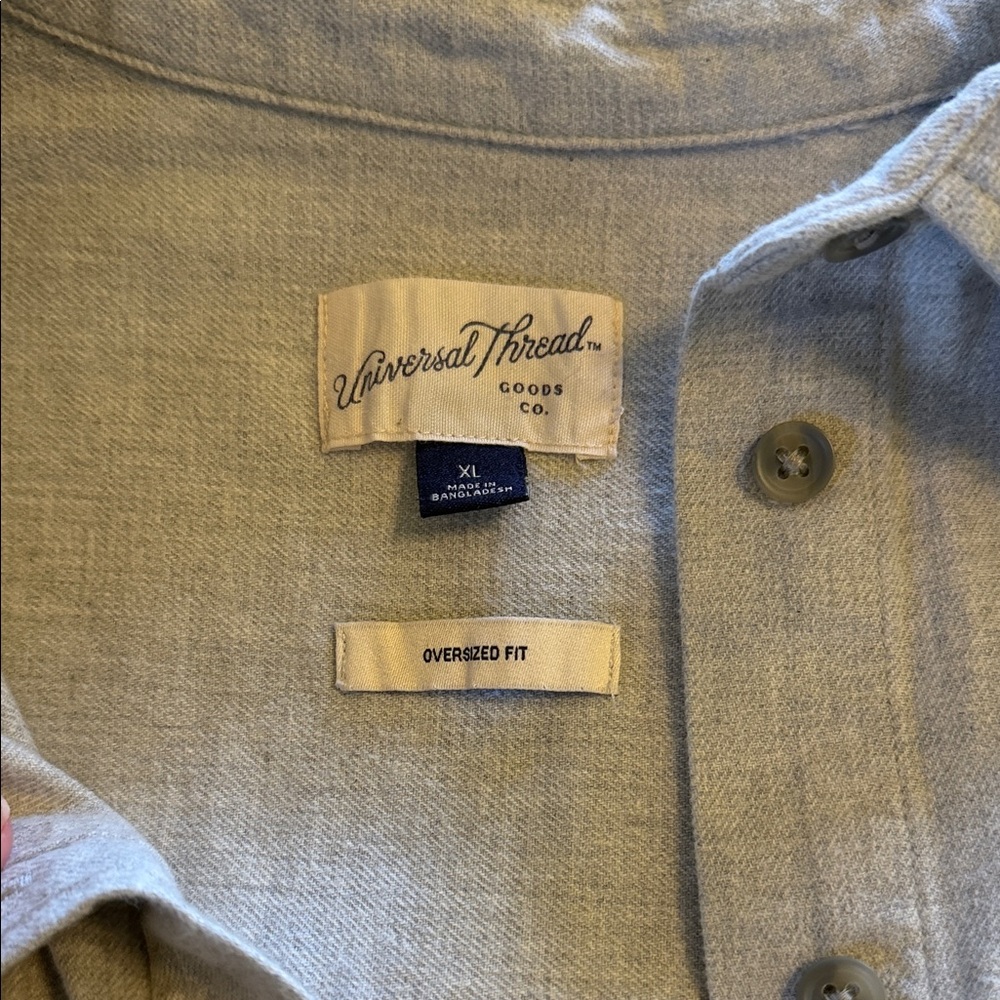 Universal Thread™
GOODS
CO.
XL
MADE IN
BANGLADESH
OVERSIZED FIT